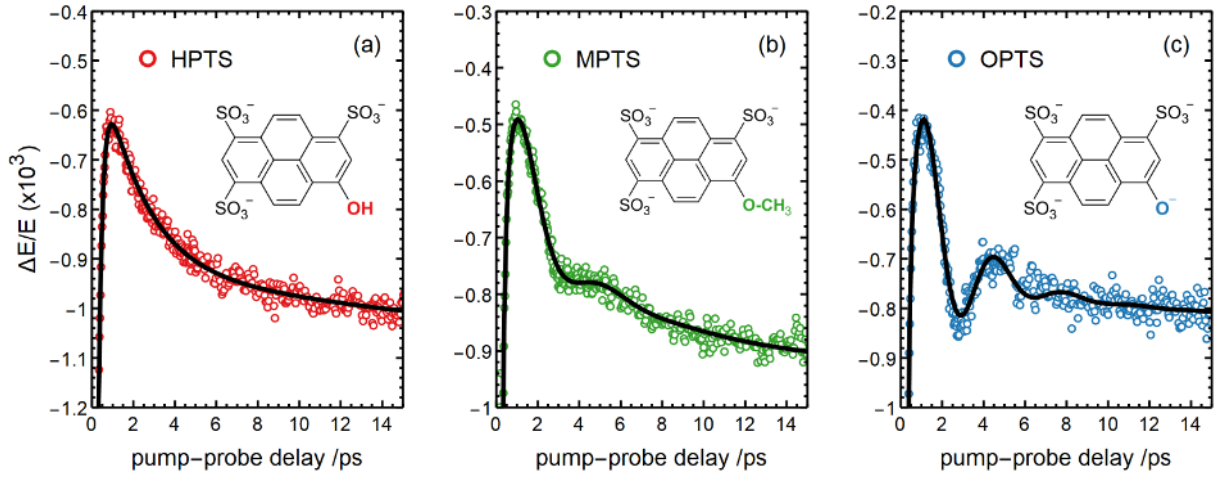 ΔE/E (x10³)
(a)
HPTS
SO₃⁻
SO₃⁻
SO₃⁻
OH
−0.4
−0.5
−0.6
−0.7
−0.8
−0.9
−1
−1.1
−1.2
0 2 4 6 8 10 12 14
pump−probe delay /ps
(b)
MPTS
SO₃⁻
SO₃⁻
SO₃⁻
O-CH₃
−0.3
−0.4
−0.5
−0.6
−0.7
−0.8
−0.9
−1
0 2 4 6 8 10 12 14
pump−probe delay /ps
(c)
OPTS
SO₃⁻
SO₃⁻
SO₃⁻
O⁻
−0.2
−0.3
−0.4
−0.5
−0.6
−0.7
−0.8
−0.9
−1
0 2 4 6 8 10 12 14
pump−probe delay /ps